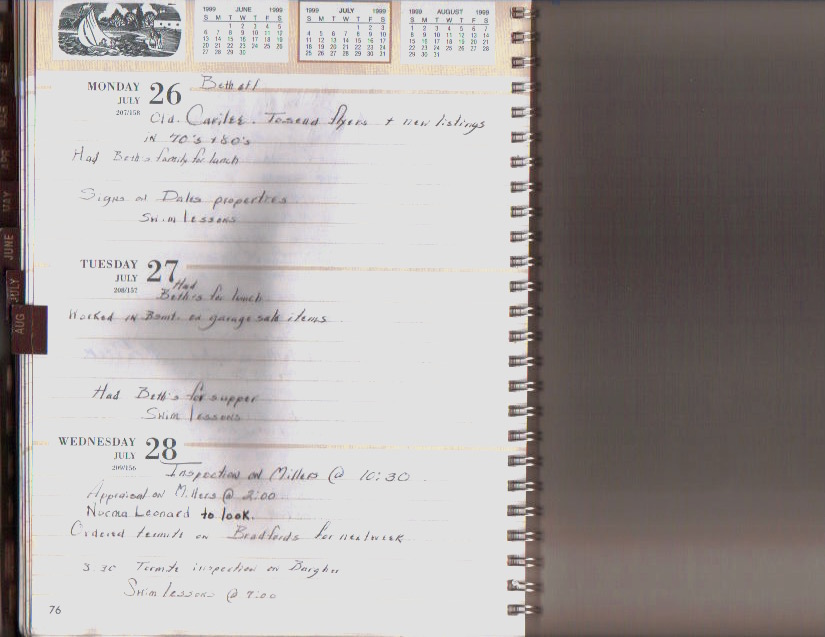 1999 JUNE 1999
S M T W T F S
1 2 3 4 5
6 7 8 9 10 11 12
13 14 15 16 17 18 19
20 21 22 23 24 25 26
27 28 29 30
1999 JULY 1999
S M T W T F S
1 2 3
4 5 6 7 8 9 10
11 12 13 14 15 16 17
18 19 20 21 22 23 24
25 26 27 28 29 30 31
1999 AUGUST 1999
S M T W T F S
1 2 3 4 5 6 7
8 9 10 11 12 13 14
15 16 17 18 19 20 21
22 23 24 25 26 27 28
29 30 31
MAY
JUNE
JULY
AUG
MONDAY 26 Beth off
JULY
207/158
To send flyers + new listings
in 70's + 80's
Had Beth's family for lunch
Signs on Dales properties
Swim lessons
TUESDAY 27
JULY
208/157
Had
Beth's for lunch
Worked in Bsmt. on garage sale items
Had Beth's for supper
Swim lessons
WEDNESDAY 28
JULY
209/156
Inspection on Millers @ 10:30
Appraisal on Millers @ 2:00
Norma Leonard to look.
Ordered termite on Bradfords for next week
3 30 Termite inspection on
Swim lessons @ 7:00
76